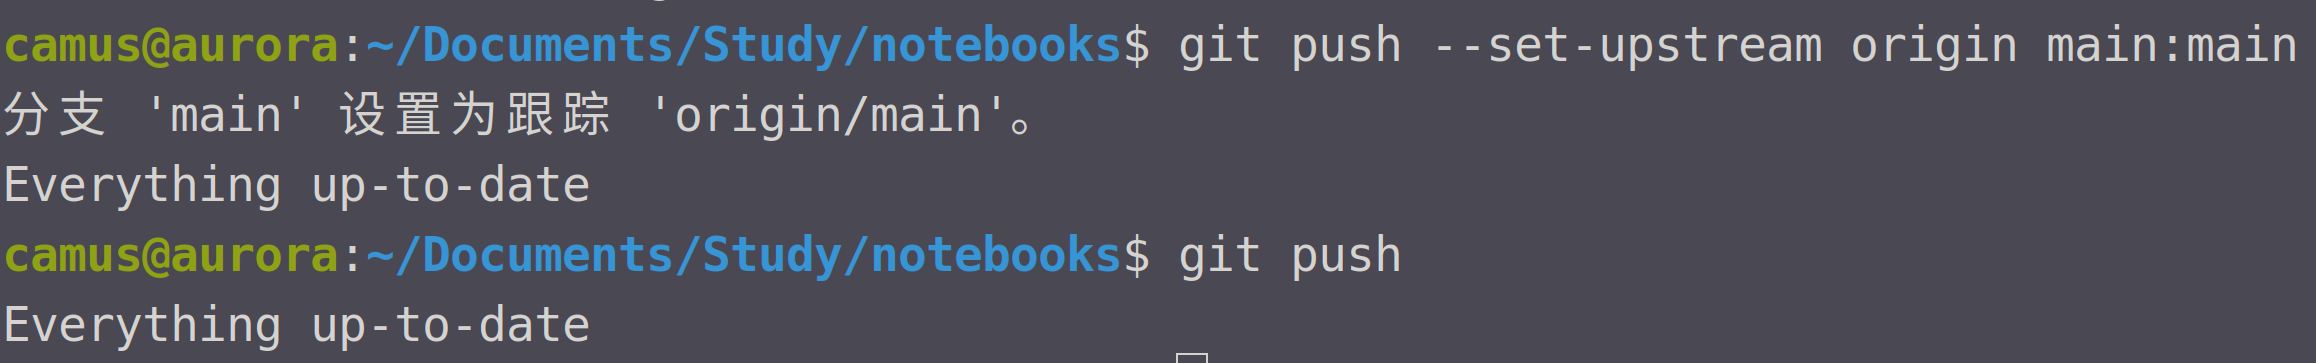 camus@aurora:~/Documents/Study/notebooks$ git push --set-upstream origin main:main
分支 'main' 设置为跟踪 'origin/main'。
Everything up-to-date
camus@aurora:~/Documents/Study/notebooks$ git push
Everything up-to-date